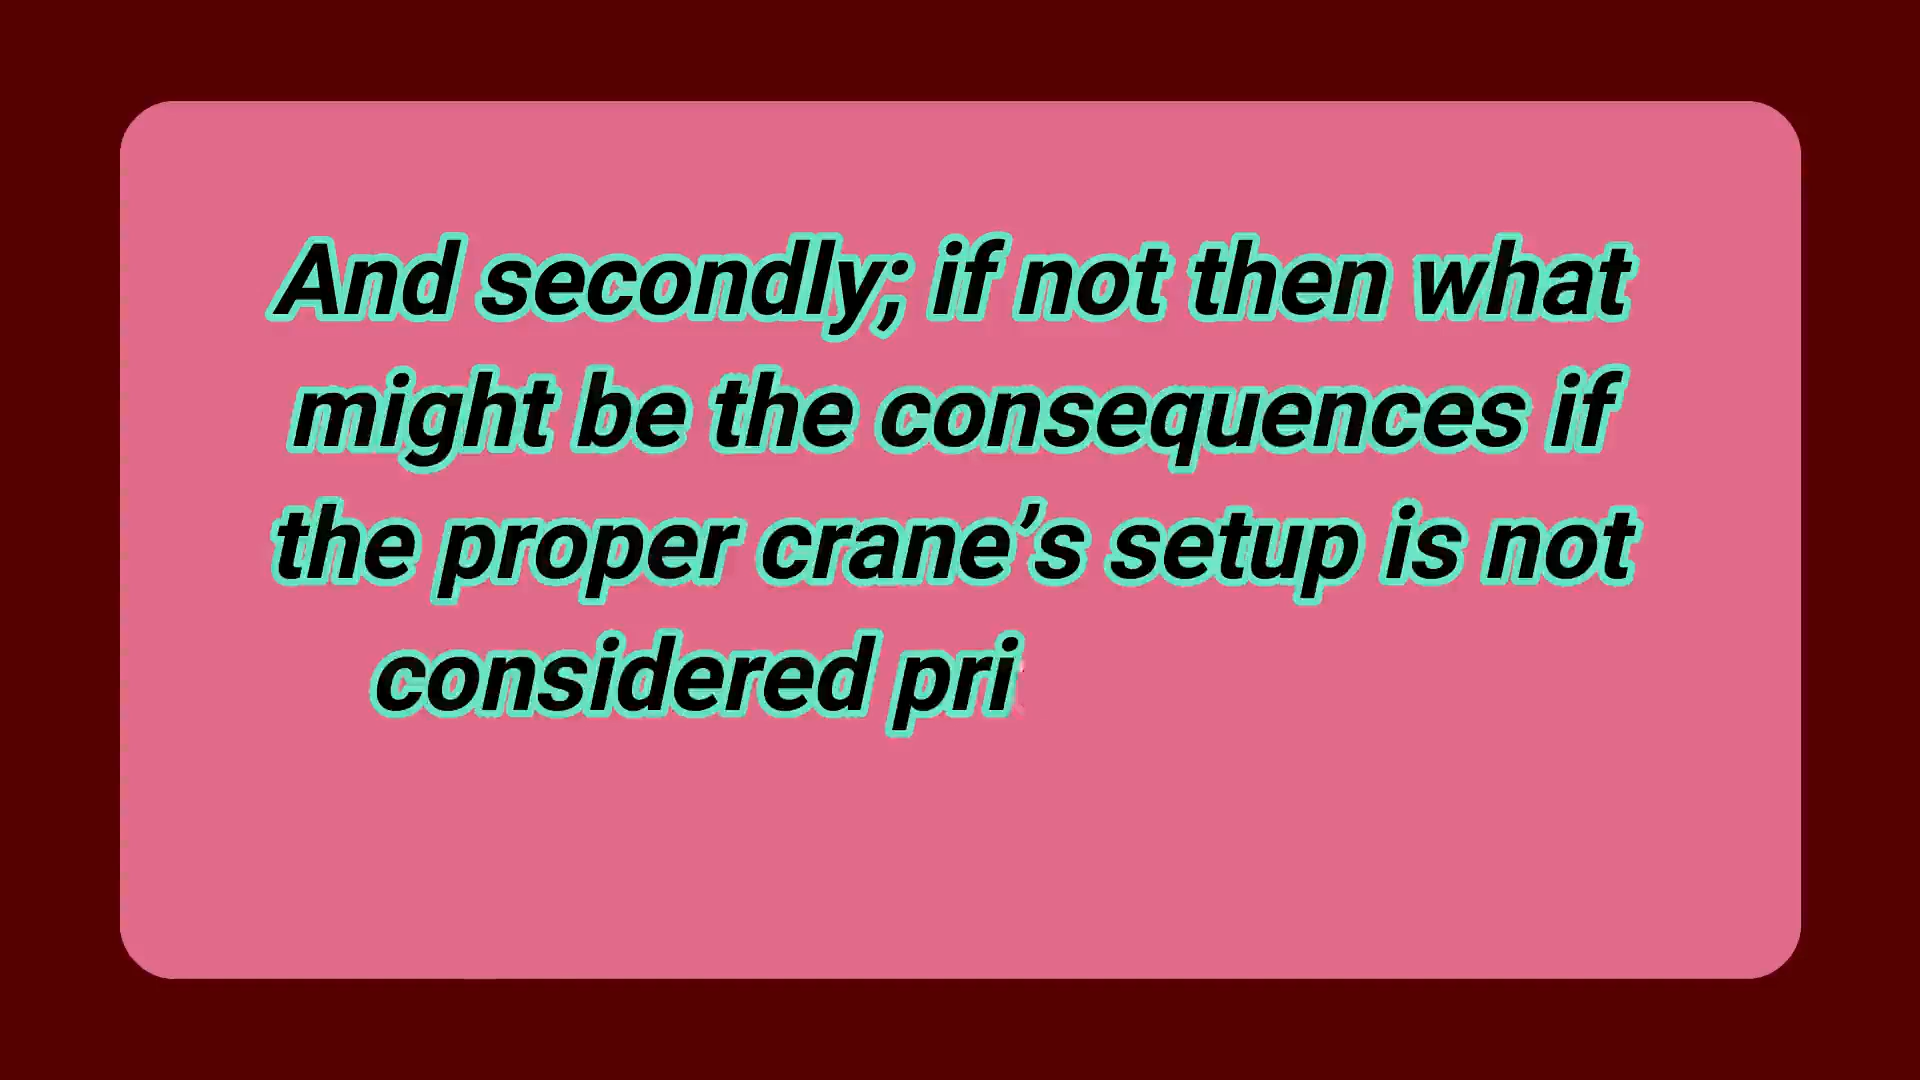 And secondly; if not then what
might be the consequences if
the proper crane’s setup is not
considered pri